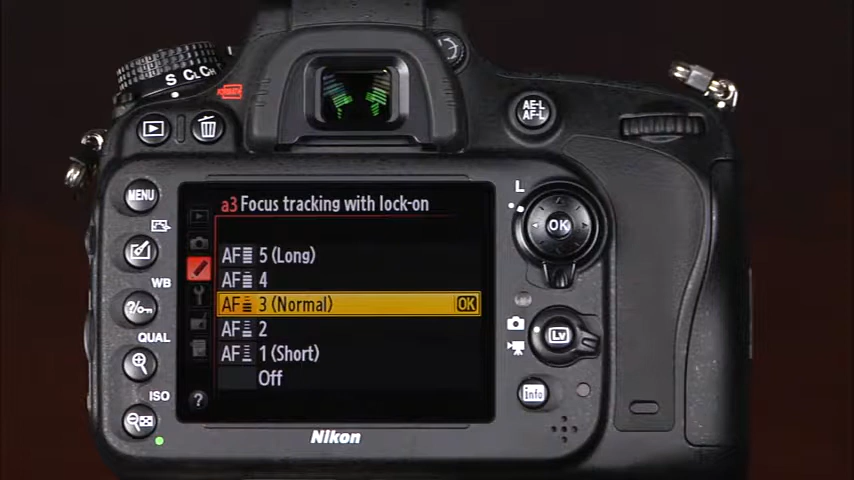 S CL CH
AE-L
AF-L
MENU
L
a3 Focus tracking with lock-on
AF 5 (Long)
AF 4
AF 3 (Normal) OK
AF 2
AF 1 (Short)
Off
OK
WB
?
QUAL
ISO
?
Lv
info
Nikon